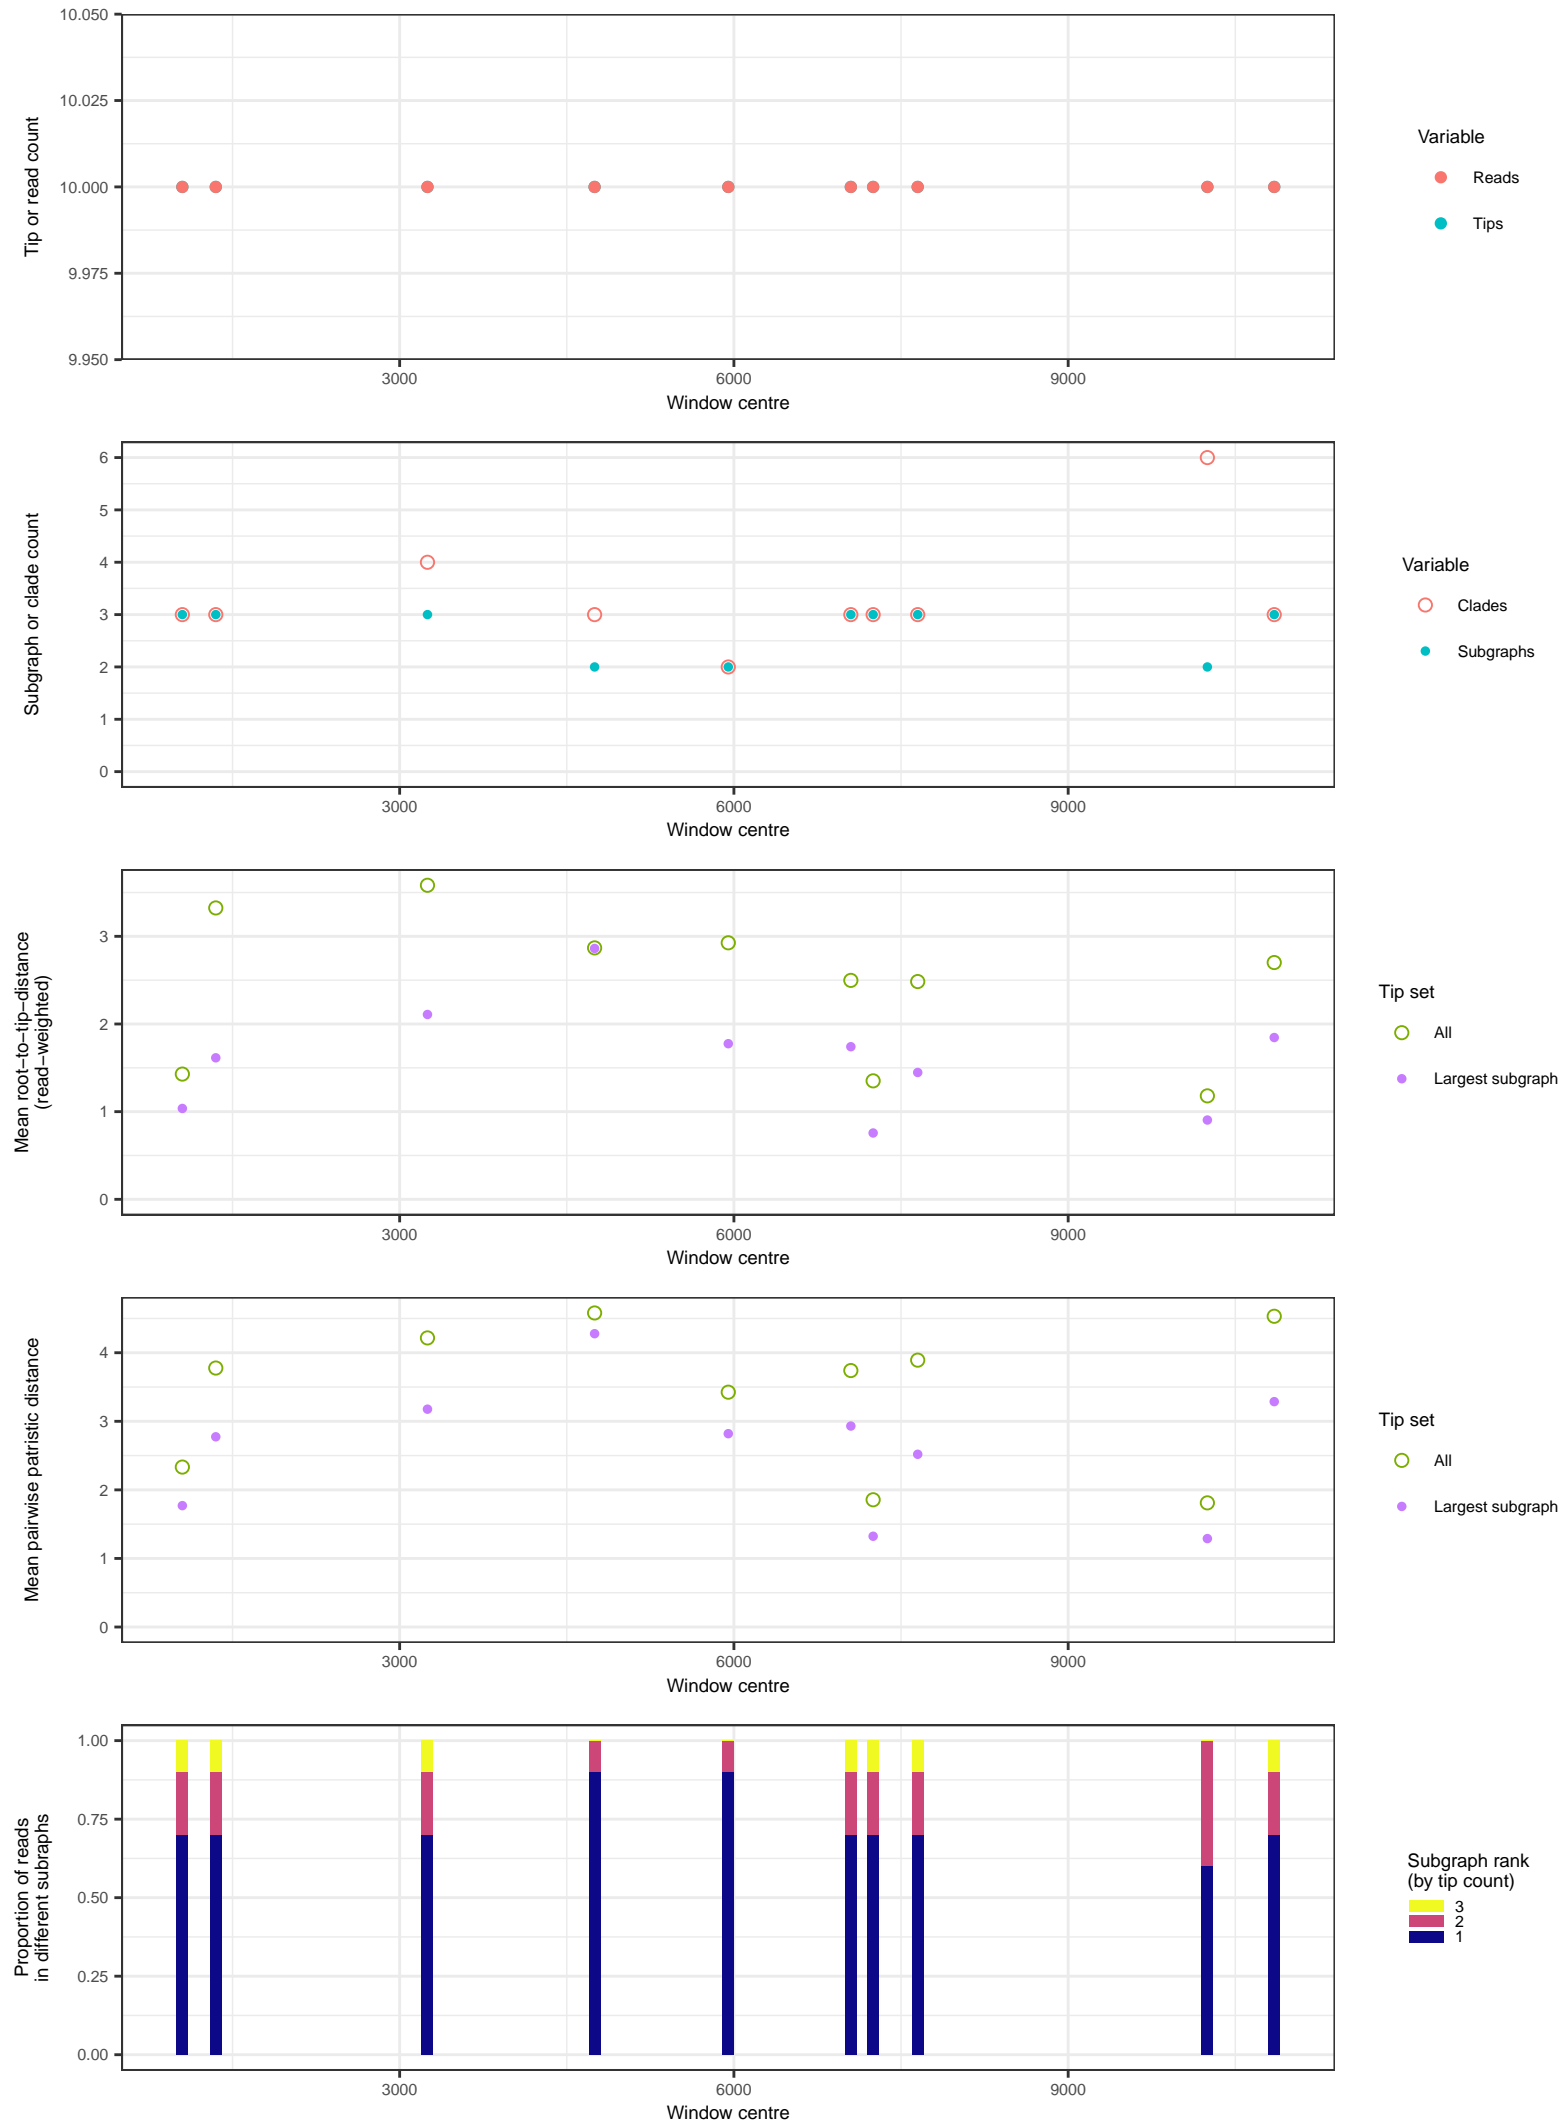 10.050
10.025
10.000
9.975
9.950
Tip or read count
3000
6000
9000
Window centre
Variable
Reads
Tips
6
5
4
3
2
1
0
Subgraph or clade count
3000
6000
9000
Window centre
Variable
Clades
Subgraphs
3
2
1
0
Mean root−to−tip−distance
(read−weighted)
3000
6000
9000
Window centre
Tip set
All
Largest subgraph
4
3
2
1
0
Mean pairwise patristic distance
3000
6000
9000
Window centre
Tip set
All
Largest subgraph
1.00
0.75
0.50
0.25
0.00
Proportion of reads
in different subraphs
3000
6000
9000
Window centre
Subgraph rank
(by tip count)
3
2
1